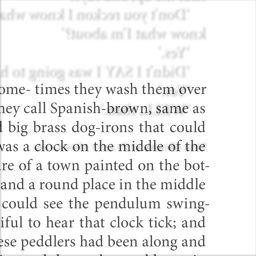 'Don't you reckon I know wha
know what I'm about?'
'Yes.'
'Didn't I SAY I was going to h
ome- times they wash them over
hey call Spanish-brown, same as
big brass dog-irons that could
was a clock on the middle of the
re of a town painted on the bot-
and a round place in the middle
could see the pendulum swing-
iful to hear that clock tick; and
ese peddlers had been along and